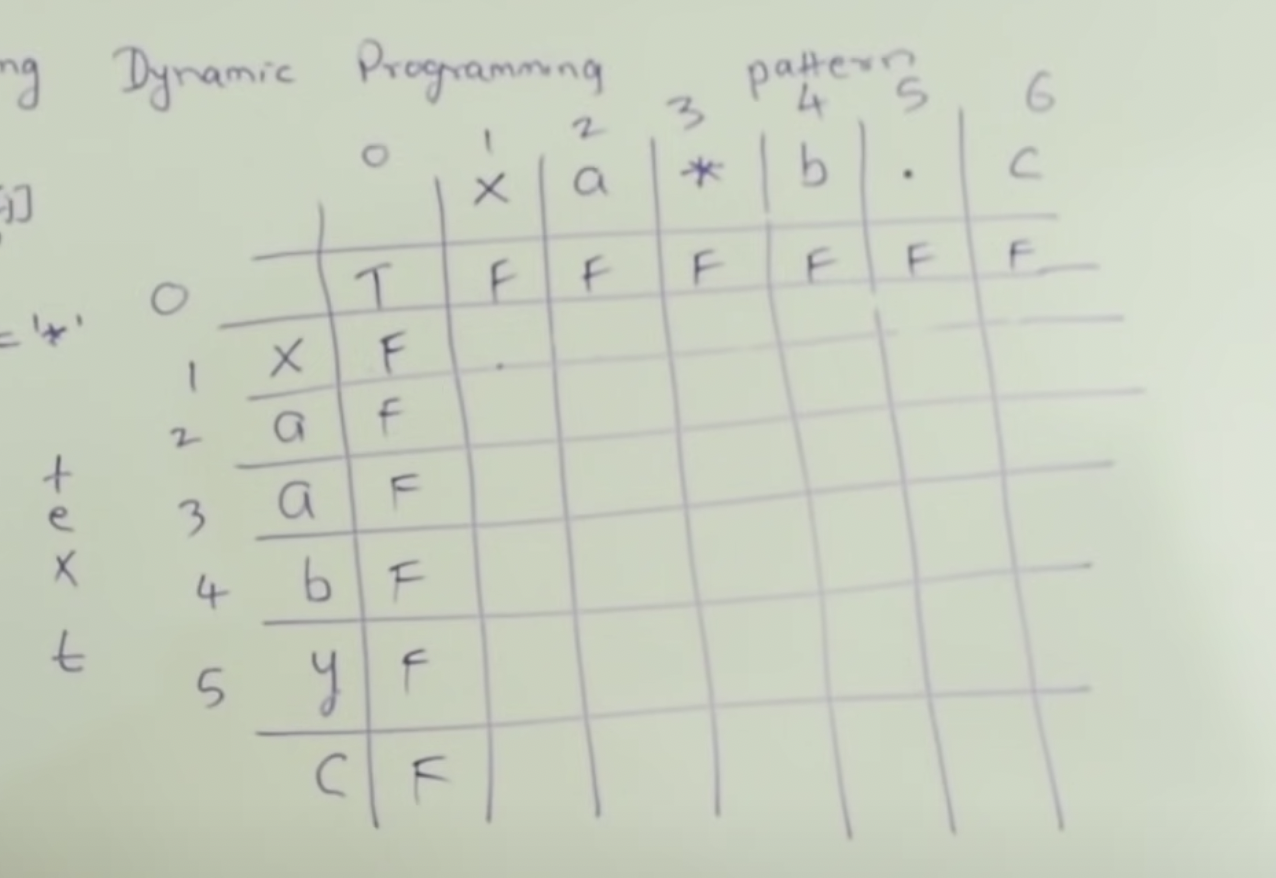 ng Dynamic Programming pattern
0 1 2 3 4 5 6
x a * b . c
j]
0 T F F F F F F
= '*'
1 x F
2 a F
3 a F
4 b F
5 y F
c F
t
e
x
t